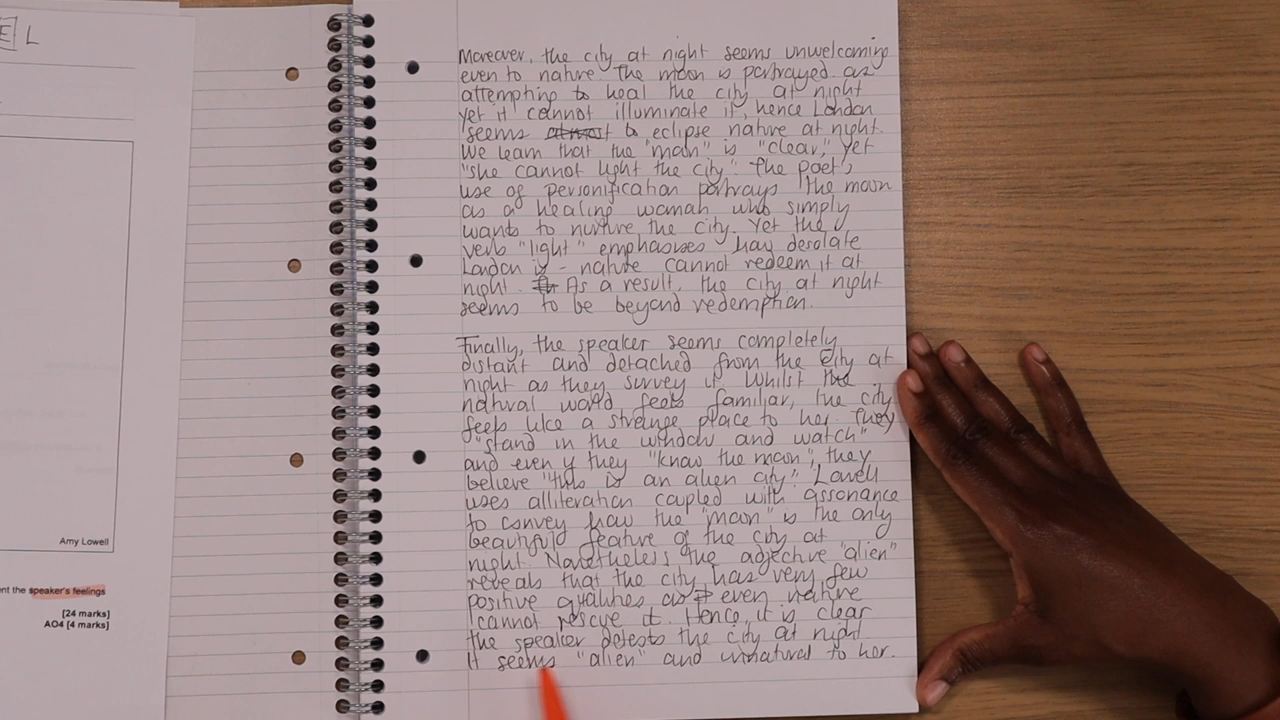 EL
Amy Lowell
nt the speaker's feelings
[24 marks]
AO4 [4 marks]
Moreover, the city at night seems unwelcoming
even to nature. The moon is portrayed as
attempting to heal the city at night
yet it cannot illuminate it, hence London
seems almost to eclipse nature at night.
We learn that the "moon" is "clear," yet
"she cannot light the city." The poet's
use of personification portrays the moon
as a healing woman who simply
wants to nurture the city. Yet the
verb "light" emphasises how desolate
London is - nature cannot redeem it at
night. As a result, the city at night
seems to be beyond redemption.
Finally, the speaker seems completely
distant and detached from the city at
night as they survey it. Whilst the
natural world feels familiar, the city
feels like a strange place to her. They
"stand in the window and watch"
and even if they "know the moon", they
believe "this is an alien city." Lowell
uses alliteration coupled with assonance
to convey how the "moon" is the only
beautiful feature of the city at
night. Nevertheless the adjective "alien"
reveals that the city has very few
positive qualities as even nature
cannot rescue it. Hence, it is clear
the speaker detests the city at night.
It seems "alien" and unnatural to her.